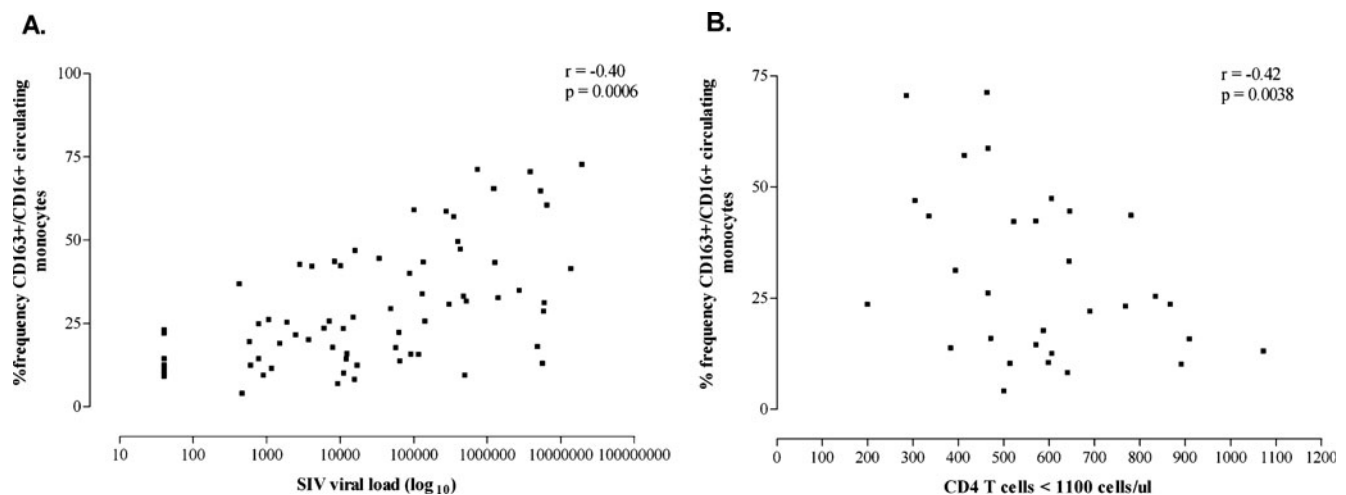 A.
r = -0.40
p = 0.0006
%frequency CD163+/CD16+ circulating
monocytes
100
75
50
25
0
10 100 1000 10000 100000 1000000 10000000 100000000
SIV viral load (log10)
B.
r = -0.42
p = 0.0038
% frequency CD163+/CD16+ circulating
monocytes
75
50
25
0
0 100 200 300 400 500 600 700 800 900 1000 1100 1200
CD4 T cells < 1100 cells/ul